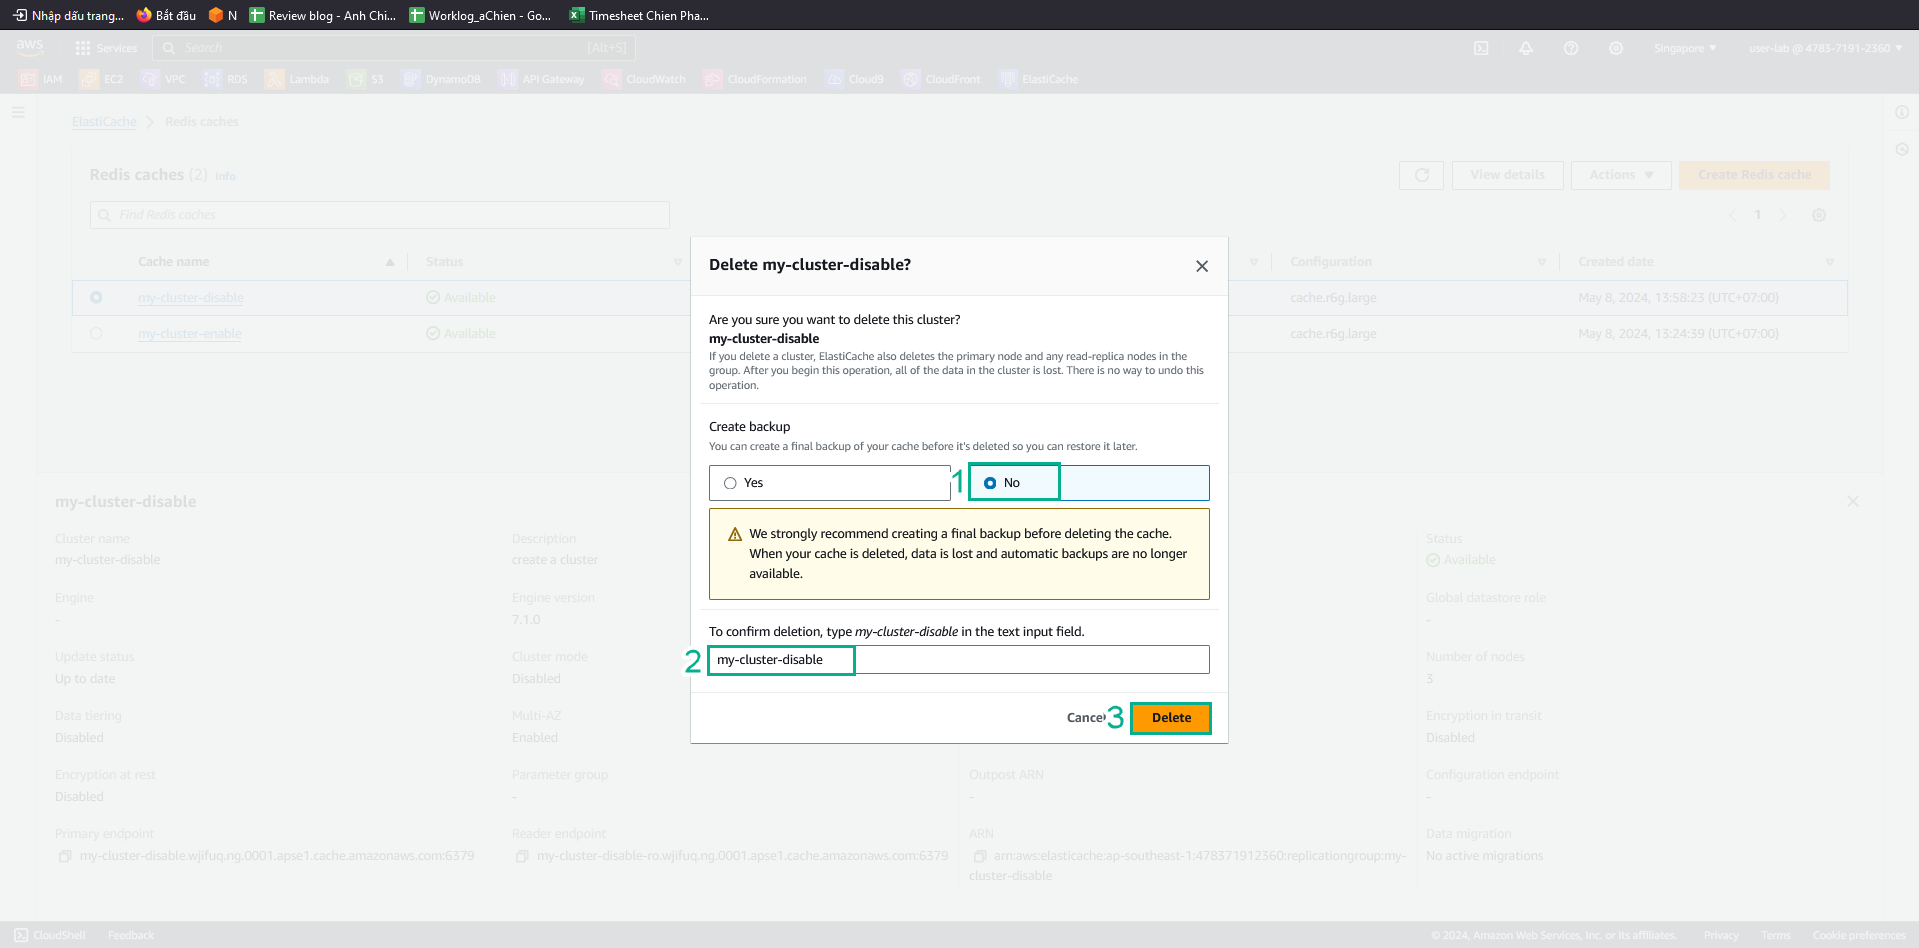 Nhập dấu trang... Bắt đầu N Review blog - Anh Chi... Worklog_aChien - Go... Timesheet Chien Pha...
aws Services Search [Alt+S] Singapore user-lab @ 4783-7191-2360
IAM EC2 VPC RDS Lambda S3 DynamoDB API Gateway CloudWatch CloudFormation Cloud9 CloudFront ElastiCache
ElastiCache Redis caches
Redis caches (2) Info View details Actions Create Redis cache
Find Redis caches 1
Cache name Status Configuration Created date
my-cluster-disable Available cache.r6g.large May 8, 2024, 13:58:23 (UTC+07:00)
my-cluster-enable Available cache.r6g.large May 8, 2024, 13:24:39 (UTC+07:00)
Delete my-cluster-disable?
Are you sure you want to delete this cluster?
my-cluster-disable
If you delete a cluster, ElastiCache also deletes the primary node and any read-replica nodes in the
group. After you begin this operation, all of the data in the cluster is lost. There is no way to undo this
operation.
Create backup
You can create a final backup of your cache before it's deleted so you can restore it later.
Yes 1 No
We strongly recommend creating a final backup before deleting the cache.
When your cache is deleted, data is lost and automatic backups are no longer
available.
To confirm deletion, type my-cluster-disable in the text input field.
2 my-cluster-disable
Cancel 3 Delete
my-cluster-disable
Cluster name Description Status
my-cluster-disable create a cluster Available
Engine Engine version Global datastore role
- 7.1.0 -
Update status Cluster mode Number of nodes
Up to date Disabled 3
Data tiering Multi-AZ Encryption in transit
Disabled Enabled Disabled
Encryption at rest Parameter group Outpost ARN Configuration endpoint
Disabled - - -
Primary endpoint Reader endpoint ARN Data migration
my-cluster-disable.wjifuq.ng.0001.apse1.cache.amazonaws.com:6379 my-cluster-disable-ro.wjifuq.ng.0001.apse1.cache.amazonaws.com:6379 arn:aws:elasticache:ap-southeast-1:478371912360:replicationgroup:my- No active migrations
cluster-disable
CloudShell Feedback © 2024, Amazon Web Services, Inc. or its affiliates. Privacy Terms Cookie preferences